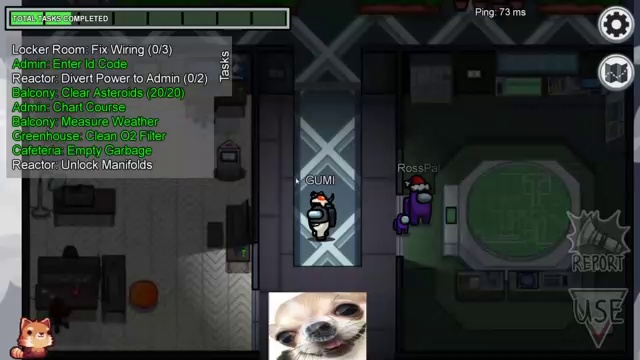 TOTAL TASKS COMPLETED
Ping: 73 ms
Locker Room: Fix Wiring (0/3)
Admin: Enter Id Code
Reactor: Divert Power to Admin (0/2)
Balcony: Clear Asteroids (20/20)
Admin: Chart Course
Balcony: Measure Weather
Greenhouse: Clean O2 Filter
Cafeteria: Empty Garbage
Reactor: Unlock Manifolds
Tasks
RossPal
GUMI
REPORT
USE